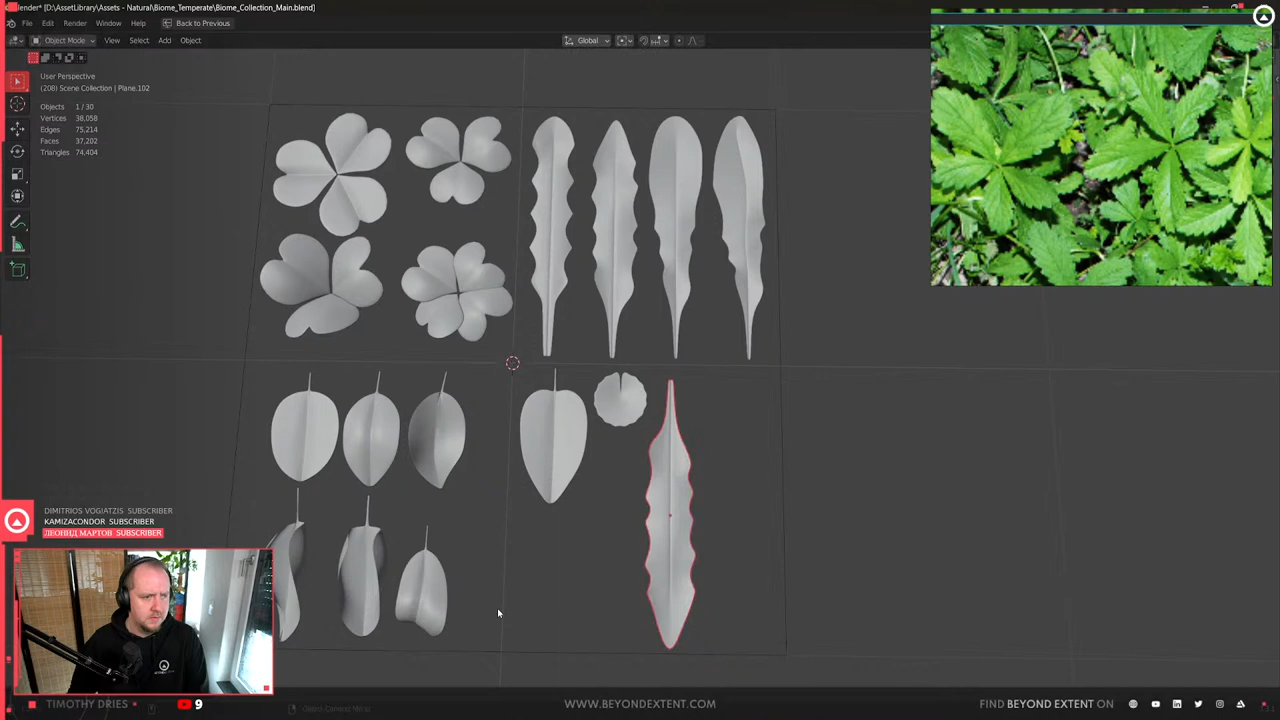 Blender* [D:\AssetLibrary\Assets - Natural\Biome_Temperate\Biome_Collection_Main.blend]
File Edit Render Window Help Back to Previous
Object Mode View Select Add Object Global
User Perspective
(208) Scene Collection | Plane.102
Objects 1 / 30
Vertices 38,058
Edges 75,214
Faces 37,202
Triangles 74,404
DIMITRIOS VOGIATZIS SUBSCRIBER
KAMIZACONDOR SUBSCRIBER
ЛЕОНИД МАРТОВ SUBSCRIBER
TIMOTHY DRIES 9 WWW.BEYONDEXTENT.COM FIND BEYOND EXTENT ON